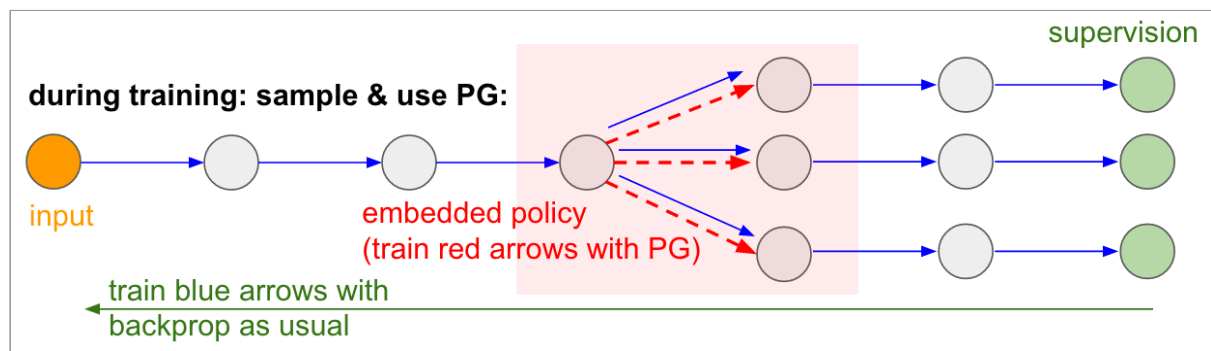 supervision
during training: sample & use PG:
input
embedded policy
(train red arrows with PG)
train blue arrows with
backprop as usual